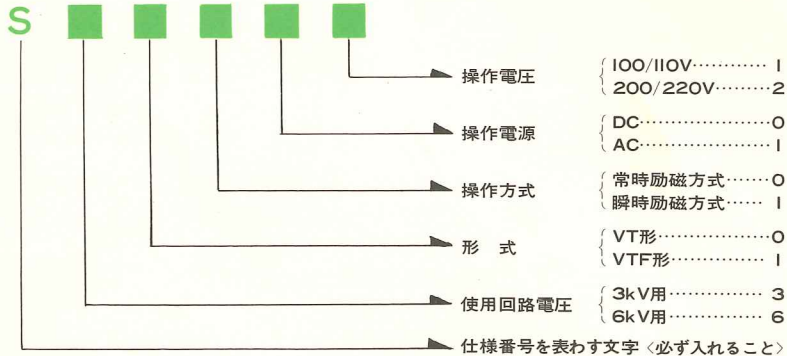 S
操作電圧 100/110V············ 1
200/220V·········2
操作電源 DC··················0
AC·················· 1
操作方式 常時励磁方式······0
瞬時励磁方式······ 1
形 式 VT形·················0
VTF形··············· 1
使用回路電圧 3kV用·············· 3
6kV用·············· 6
仕様番号を表わす文字〈必ず入れること〉